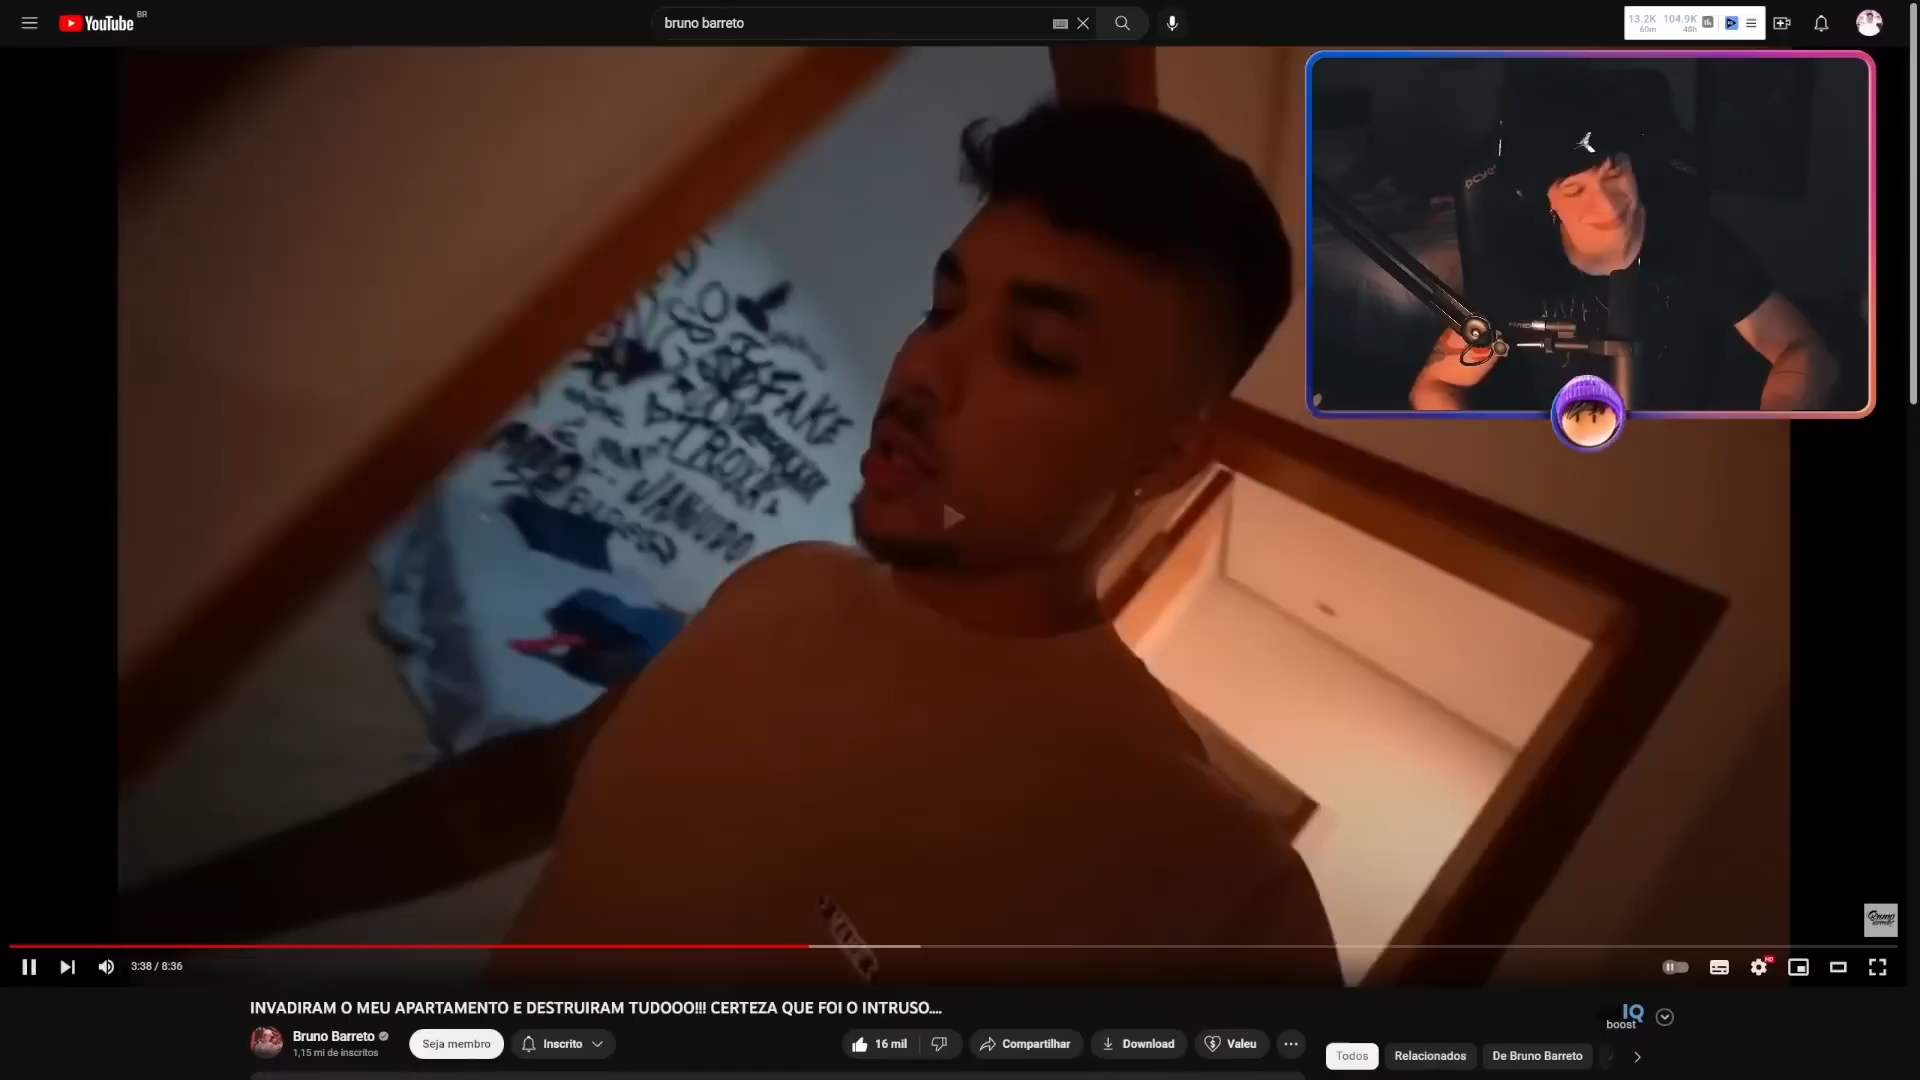 YouTube BR
bruno barreto
13.2K 60m
104,9K 48h
FAKE
3:38 / 8:36
HD
INVADIRAM O MEU APARTAMENTO E DESTRUIRAM TUDOOO!!! CERTEZA QUE FOI O INTRUSO....
IQ
boost
Bruno Barreto
1,15 mi de inscritos
Seja membro
Inscrito
16 mil
Compartilhar
Download
Valeu
Todos
Relacionados
De Bruno Barreto